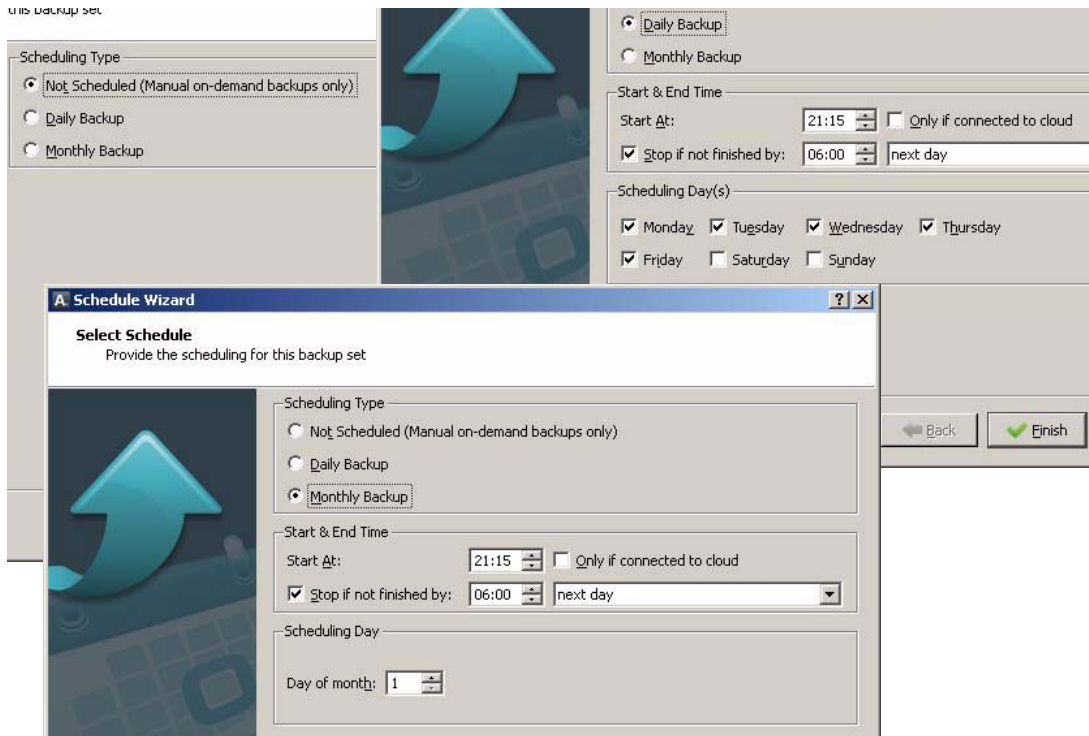 this backup set
Scheduling Type
Not Scheduled (Manual on-demand backups only)
Daily Backup
Monthly Backup
Daily Backup
Monthly Backup
Start & End Time
Start At: 21:15 Only if connected to cloud
Stop if not finished by: 06:00 next day
Scheduling Day(s)
Monday Tuesday Wednesday Thursday
Friday Saturday Sunday
Back Finish
A. Schedule Wizard ? X
Select Schedule
Provide the scheduling for this backup set
Scheduling Type
Not Scheduled (Manual on-demand backups only)
Daily Backup
Monthly Backup
Start & End Time
Start At: 21:15 Only if connected to cloud
Stop if not finished by: 06:00 next day
Scheduling Day
Day of month: 1